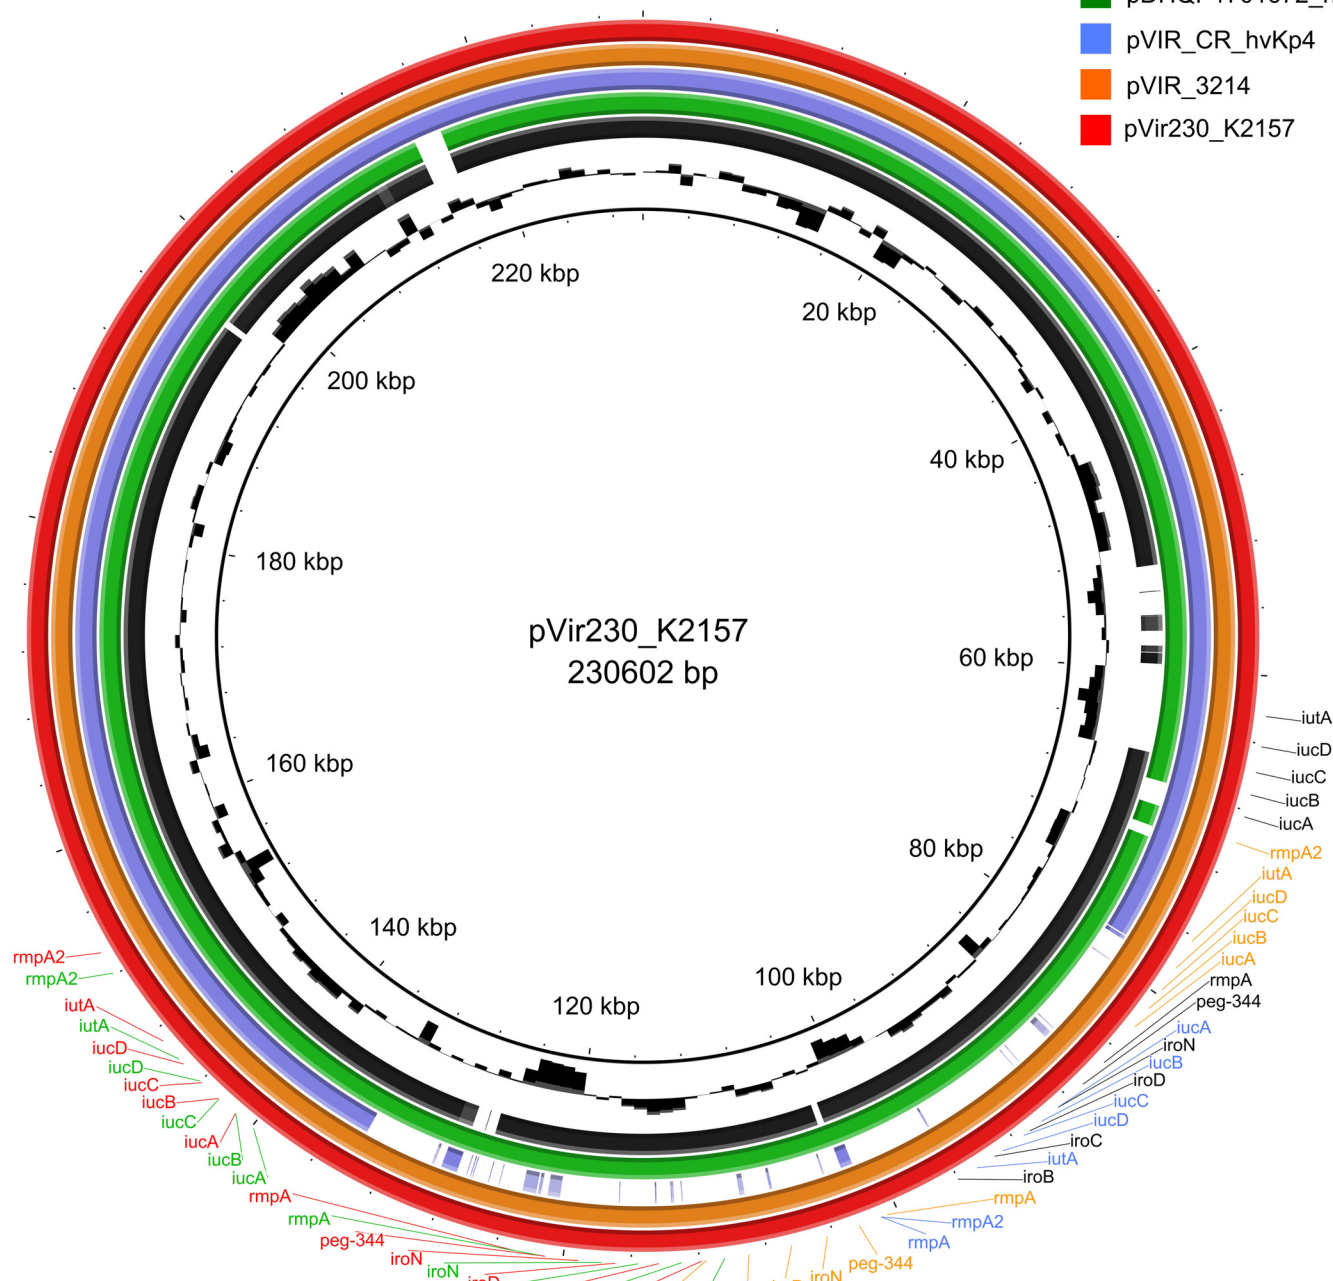 pVIR_CR_hvKp4
pVIR_3214
pVir230_K2157
220 kbp
20 kbp
200 kbp
40 kbp
180 kbp
pVir230_K2157
230602 bp
60 kbp
160 kbp
80 kbp
140 kbp
100 kbp
120 kbp
iutA
iucD
iucC
iucB
iucA
rmpA2
iutA
iucD
iucC
iucB
iucA
rmpA
peg-344
iucA
iroN
iucB
iroD
iucC
iucD
iroC
iutA
iroB
rmpA
rmpA2
rmpA
peg-344
iroN
rmpA2
rmpA2
iutA
iutA
iucD
iucD
iucC
iucB
iucC
iucA
iucB
iucA
rmpA
rmpA
peg-344
iroN
iroN